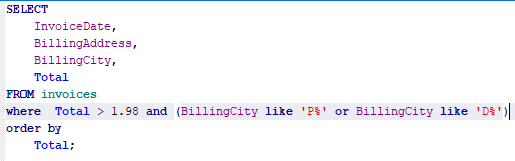 SELECT
InvoiceDate,
BillingAddress,
BillingCity,
Total
FROM invoices
where Total > 1.98 and (BillingCity like 'P%' or BillingCity like 'D%')
order by
Total;